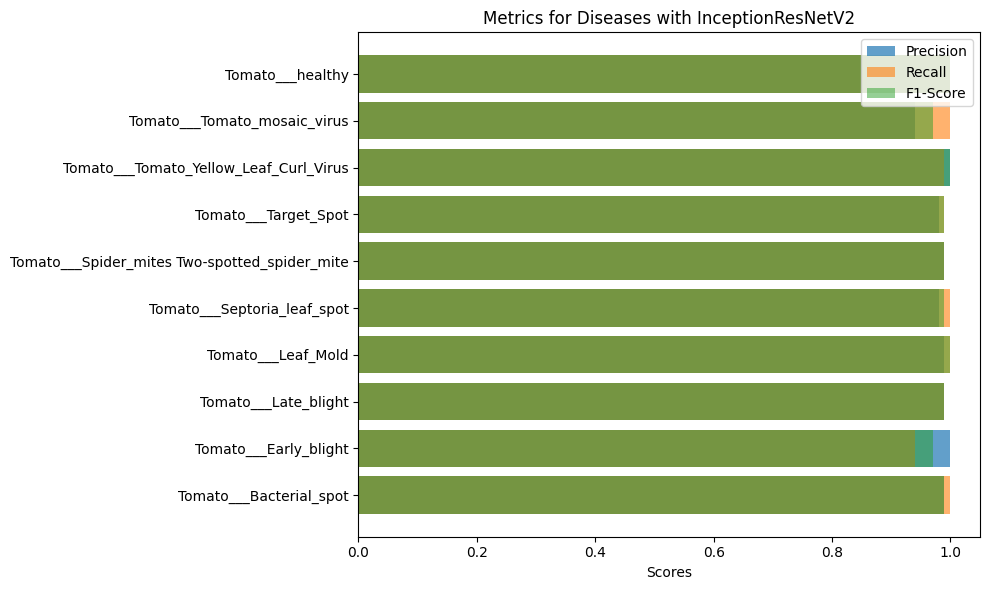 Metrics for Diseases with InceptionResNetV2
Precision
Recall
F1-Score
Tomato___healthy
Tomato___Tomato_mosaic_virus
Tomato___Tomato_Yellow_Leaf_Curl_Virus
Tomato___Target_Spot
Tomato___Spider_mites Two-spotted_spider_mite
Tomato___Septoria_leaf_spot
Tomato___Leaf_Mold
Tomato___Late_blight
Tomato___Early_blight
Tomato___Bacterial_spot
0.0 0.2 0.4 0.6 0.8 1.0
Scores